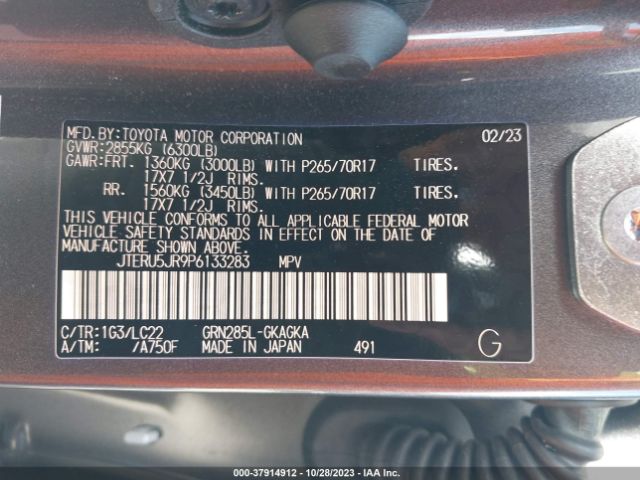 MFD.BY:TOYOTA MOTOR CORPORATION 02/23
GVWR:2855KG (6300LB)
GAWR:FRT. 1360KG (3000LB) WITH P265/70R17 TIRES.
17X7 1/2J RIMS.
RR. 1560KG (3450LB) WITH P265/70R17 TIRES.
17X7 1/2J RIMS.
THIS VEHICLE CONFORMS TO ALL APPLICABLE FEDERAL MOTOR
VEHICLE SAFETY STANDARDS IN EFFECT ON THE DATE OF
MANUFACTURE SHOWN ABOVE.
JTERU5JR9P6133283 MPV
C/TR:1G3/LC22 GRN285L-GKAGKA
A/TM: /A750F MADE IN JAPAN 491 G
000-37914912 - 10/28/2023 - IAA Inc.